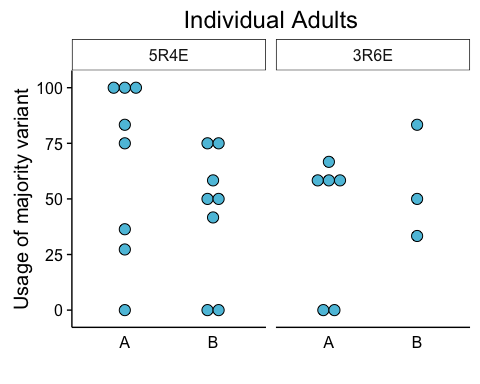 Individual Adults
5R4E 3R6E
Usage of majority variant
100
75
50
25
0
A B A B